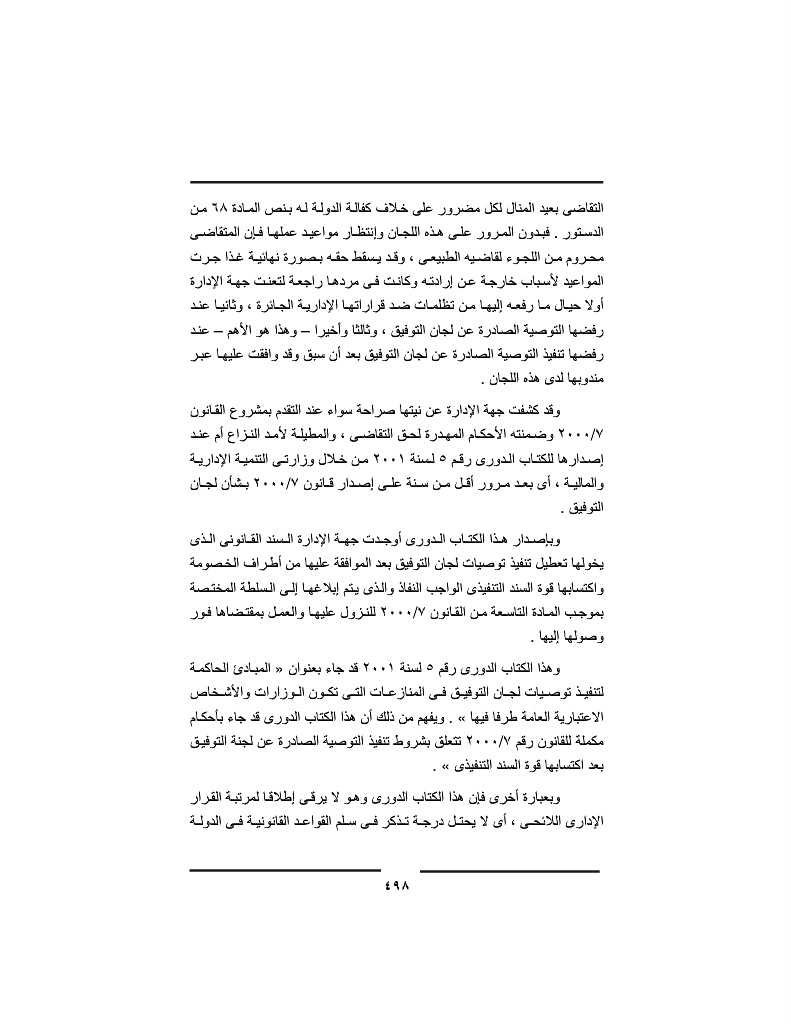 التقاضى بعيد المنال لكل مضرور على خلاف كفالة الدولة له بنص المادة ٦٨ من
الدستور . فبدون المرور على هذه اللجان وإنتظار مواعيد عملها فإن المتقاضى
محروم من اللجوء لقاضيه الطبيعى ، وقد يسقط حقه بصورة نهائية غذا جرت
المواعيد لأسباب خارجة عن إرادته وكانت فى مردها راجعة لتعنت جهة الإدارة
أولا حيال ما رفعه إليها من تظلمات ضد قراراتها الإدارية الجائرة ، وثانيا عند
رفضها التوصية الصادرة عن لجان التوفيق ، وثالثا وأخيرا – وهذا هو الأهم – عند
رفضها تنفيذ التوصية الصادرة عن لجان التوفيق بعد أن سبق وقد وافقت عليها عبر
مندوبها لدى هذه اللجان .
وقد كشفت جهة الإدارة عن نيتها صراحة سواء عند التقدم بمشروع القانون
٢٠٠٠/٧ وضمنته الأحكام المهدرة لحق التقاضى ، والمطيلة لأمد النزاع أم عند
إصدارها للكتاب الدورى رقم ٥ لسنة ٢٠٠١ من خلال وزارتى التنمية الإدارية
والمالية ، أى بعد مرور أقل من سنة على إصدار قانون ٢٠٠٠/٧ بشأن لجان
التوفيق .
وبإصدار هذا الكتاب الدورى أوجدت جهة الإدارة السند القانونى الذى
يخولها تعطيل تنفيذ توصيات لجان التوفيق بعد الموافقة عليها من أطراف الخصومة
واكتسابها قوة السند التنفيذى الواجب النفاذ والذى يتم إبلاغها إلى السلطة المختصة
بموجب المادة التاسعة من القانون ٢٠٠٠/٧ للنزول عليها والعمل بمقتضاها فور
وصولها إليها .
وهذا الكتاب الدورى رقم ٥ لسنة ٢٠٠١ قد جاء بعنوان « المبادئ الحاكمة
لتنفيذ توصيات لجان التوفيق فى المنازعات التى تكون الوزارات والأشخاص
الاعتبارية العامة طرفا فيها » . ويفهم من ذلك أن هذا الكتاب الدورى قد جاء بأحكام
مكملة للقانون رقم ٢٠٠٠/٧ تتعلق بشروط تنفيذ التوصية الصادرة عن لجنة التوفيق
بعد اكتسابها قوة السند التنفيذى » .
وبعبارة أخرى فإن هذا الكتاب الدورى وهو لا يرقى إطلاقا لمرتبة القرار
الإدارى اللائحى ، أى لا يحتل درجة تذكر فى سلم القواعد القانونية فى الدولة
٤٩٨